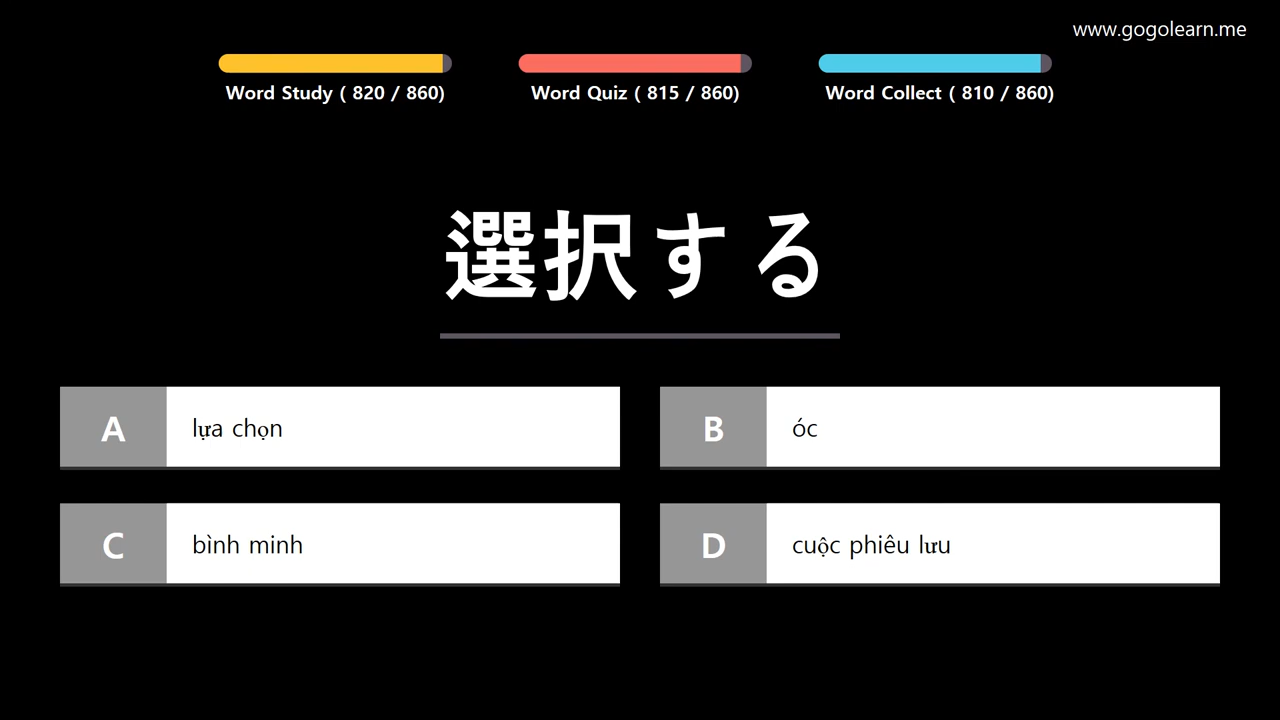 www.gogolearn.me
Word Study ( 820 / 860)
Word Quiz ( 815 / 860)
Word Collect ( 810 / 860)
選択する
A
lựa chọn
B
óc
C
bình minh
D
cuộc phiêu lưu